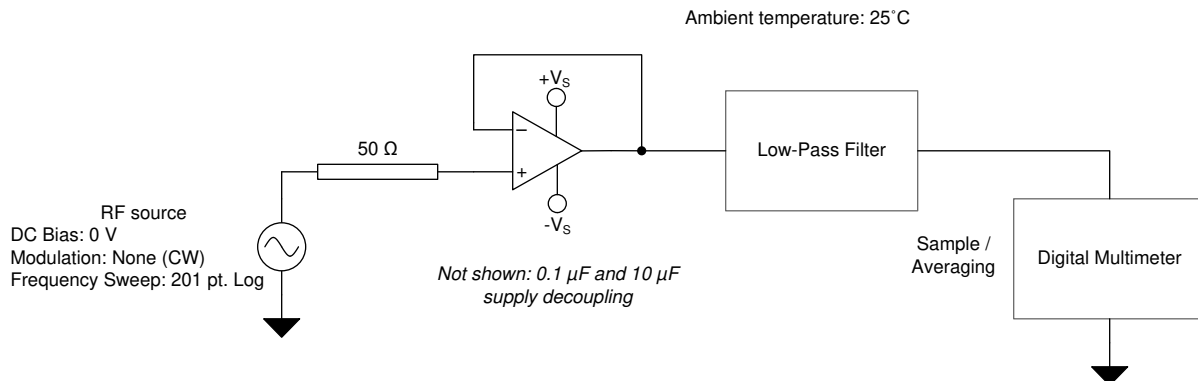 Ambient temperature: 25˚C
+VS
50 Ω
−
+
-VS
Low-Pass Filter
RF source
DC Bias: 0 V
Modulation: None (CW)
Frequency Sweep: 201 pt. Log
Not shown: 0.1 µF and 10 µF
supply decoupling
Sample /
Averaging
Digital Multimeter